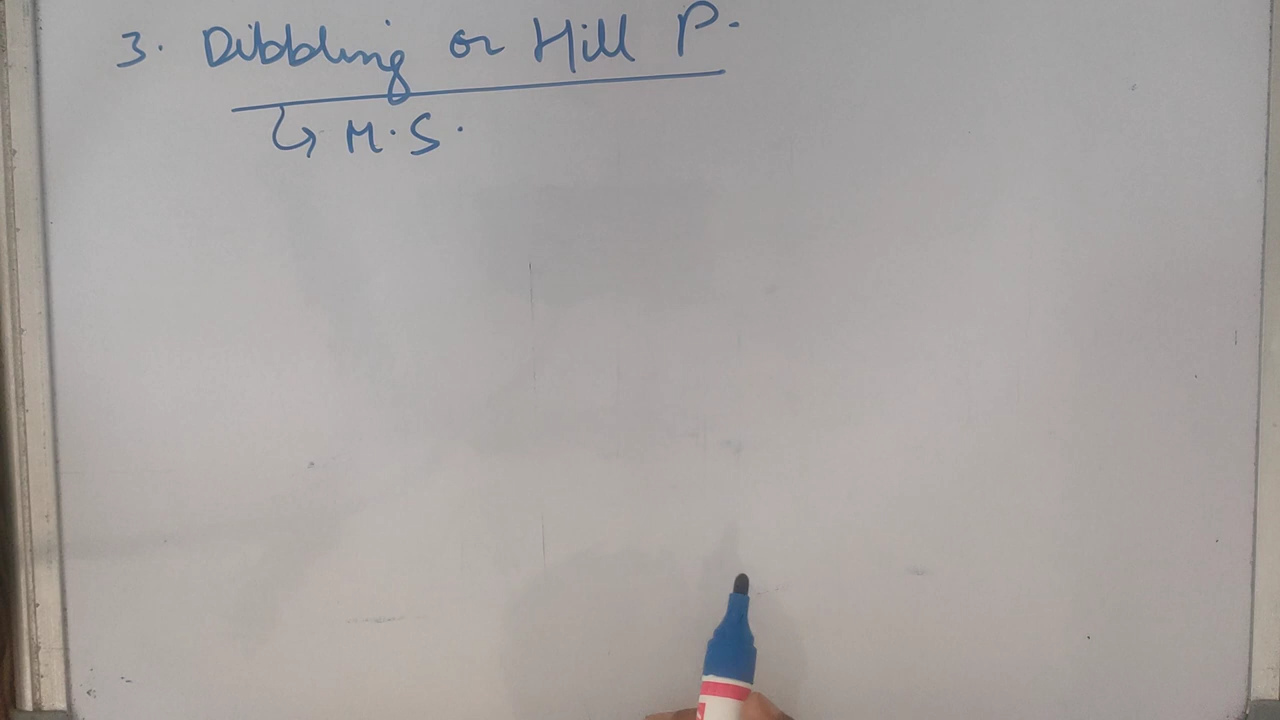 3. Dibbling or Hill P.
↳ M.S.